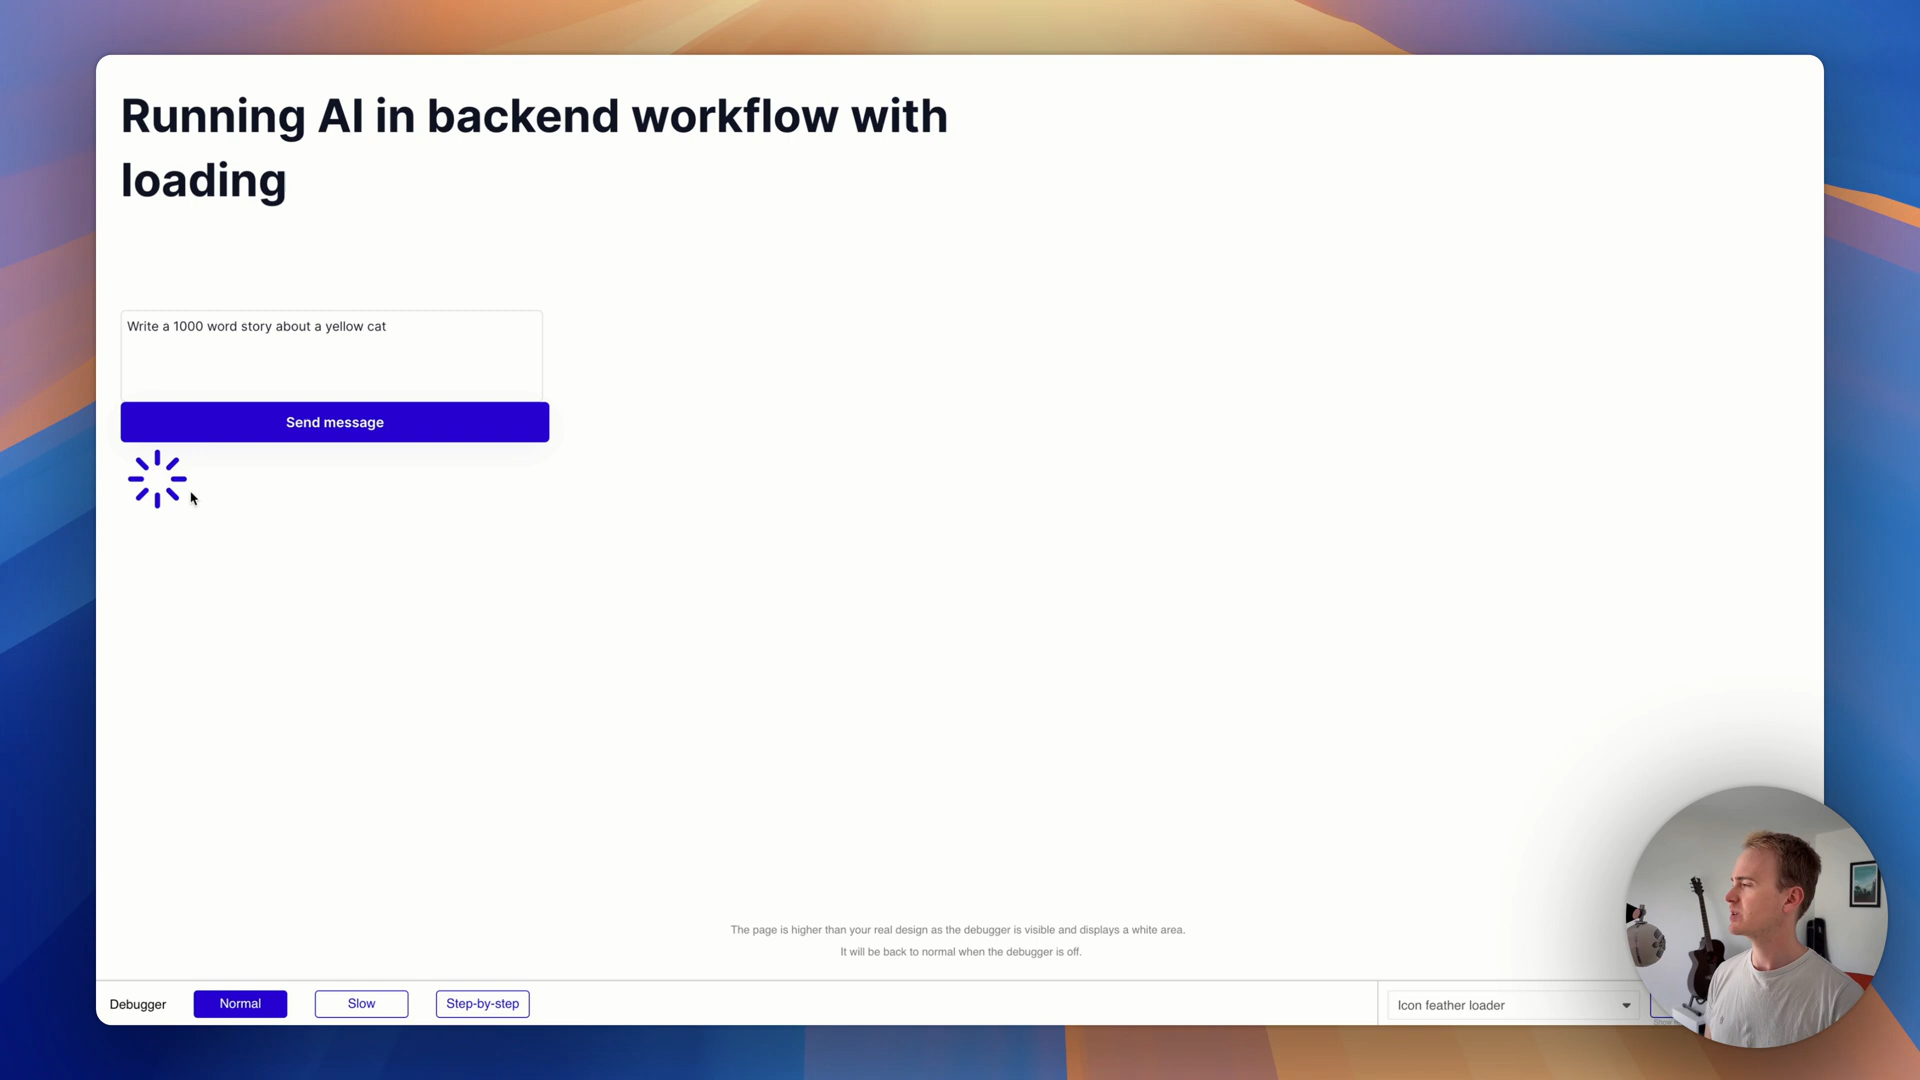 Running AI in backend workflow with
loading
Write a 1000 word story about a yellow cat
Send message
The page is higher than your real design as the debugger is visible and displays a white area.
It will be back to normal when the debugger is off.
Debugger
Normal
Slow
Step-by-step
Icon feather loader